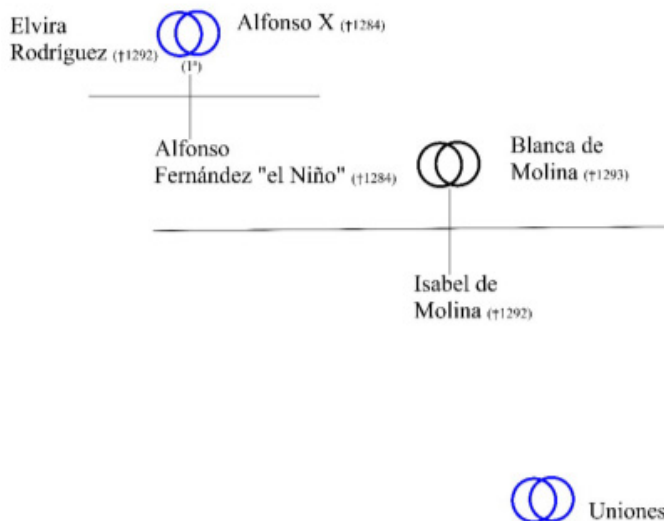 Elvira
Rodríguez (†1292)
Alfonso X (†1284)
(1ª)
Alfonso
Fernández "el Niño" (†1284)
Blanca de
Molina (†1293)
Isabel de
Molina (†1292)
Uniones